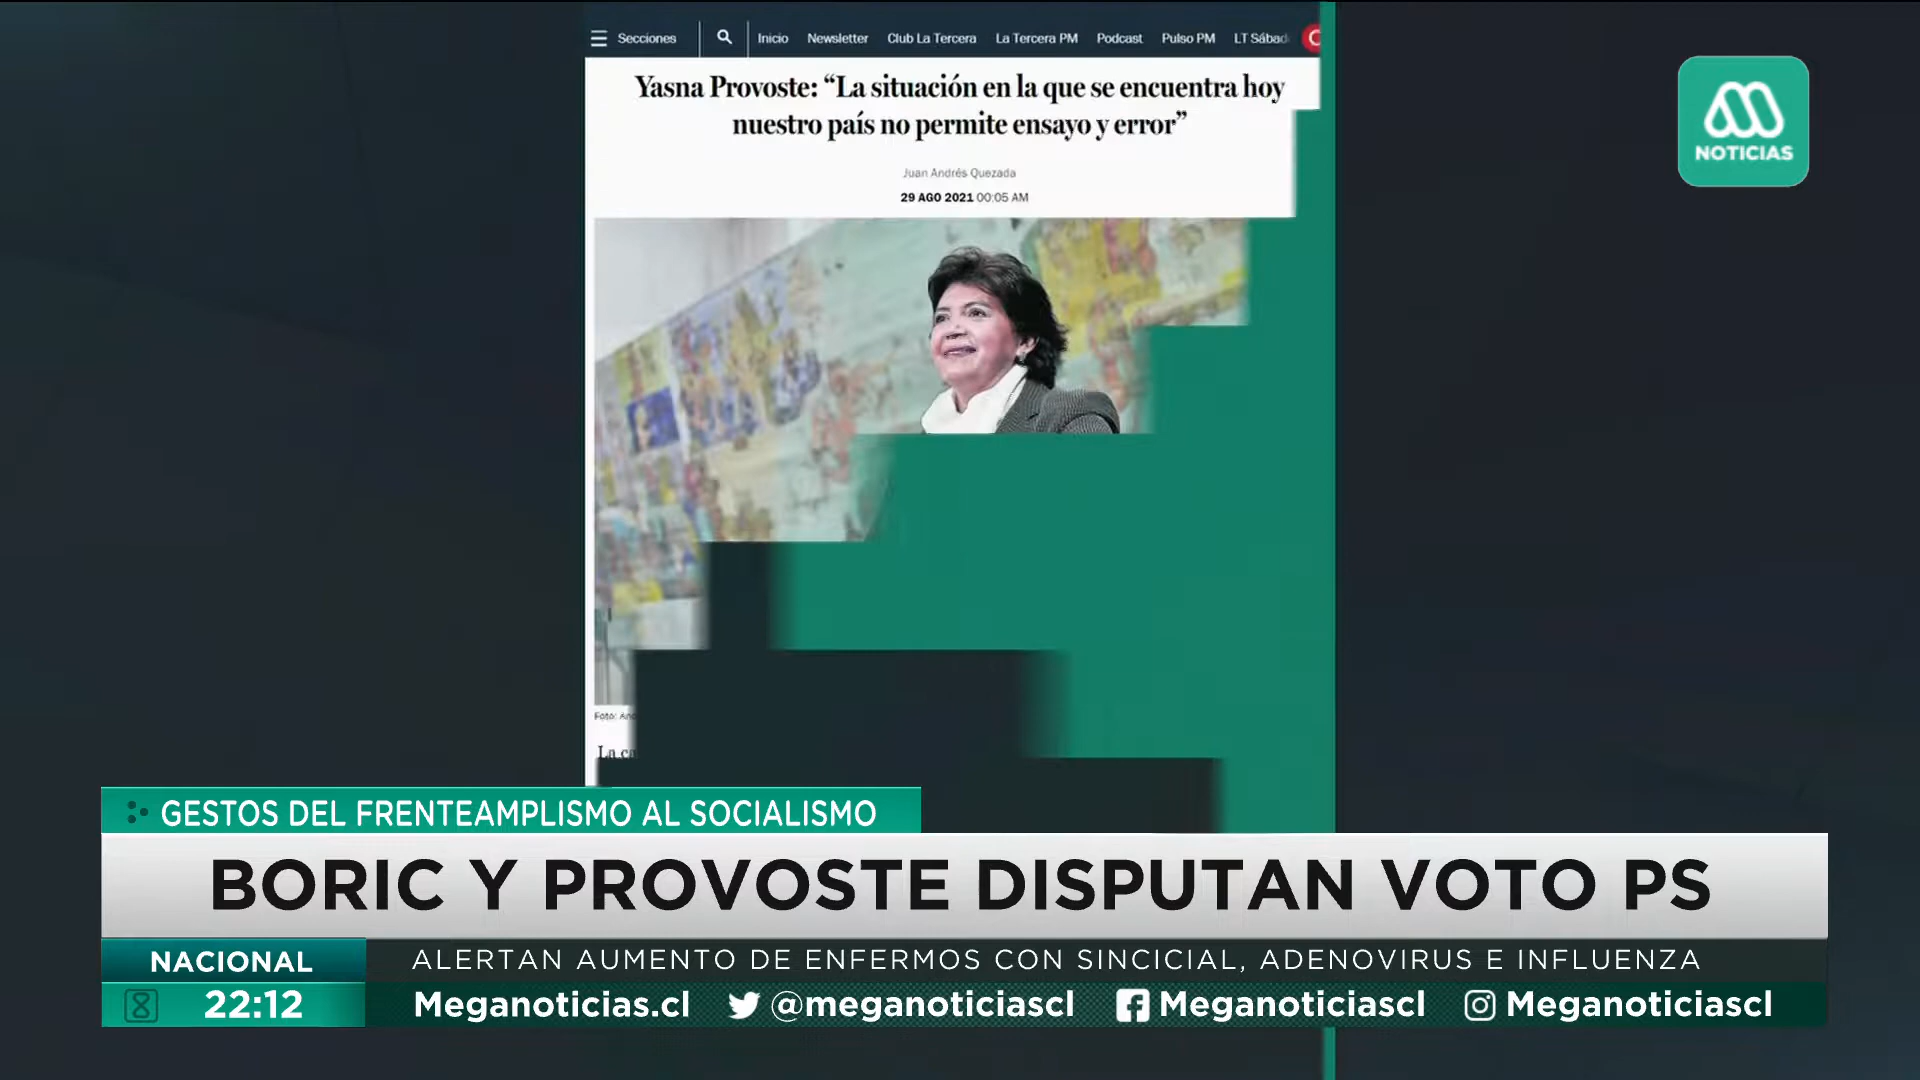 Secciones
Inicio
Newsletter
Club La Tercera
La Tercera PM
Podcast
Pulso PM
LT
Yasna Provoste: “La situación en la que se encuentra hoy
nuestro país no permite ensayo y error”
Juan Andrés Quezada
29 AGO 2021 00:05 AM
NOTICIAS
Foto:
La
GESTOS DEL FRENTEAMPLISMO AL SOCIALISMO
BORIC Y PROVOSTE DISPUTAN VOTO PS
NACIONAL
ALERTAN AUMENTO DE ENFERMOS CON SINCICIAL, ADENOVIRUS E INFLUENZA
22:12
Meganoticias.cl
@meganoticiascl
Meganoticiascl
Meganoticiascl